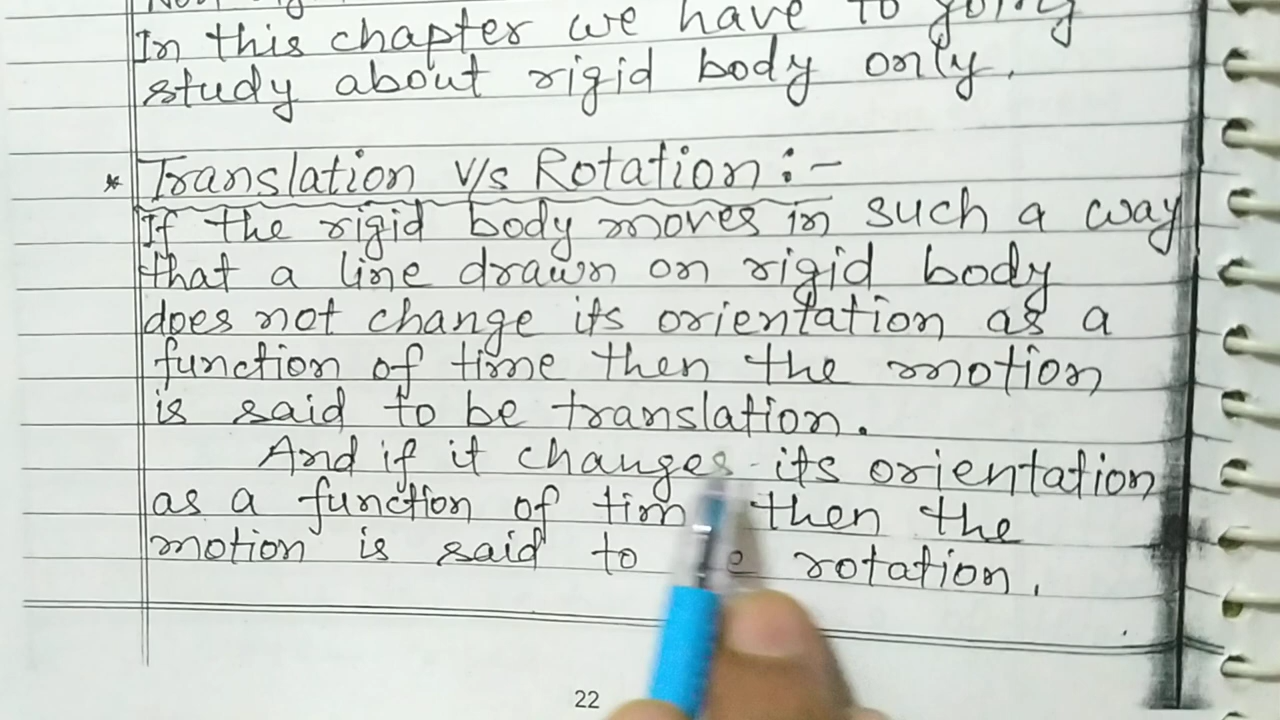 In this chapter we have to going
study about rigid body only.
* Translation v/s Rotation :-
If the rigid body moves in such a way
that a line drawn on rigid body
does not change its orientation as a
function of time then the motion
is said to be translation.
And if it changes its orientation
as a function of tim then the
motion is said to e rotation.
22